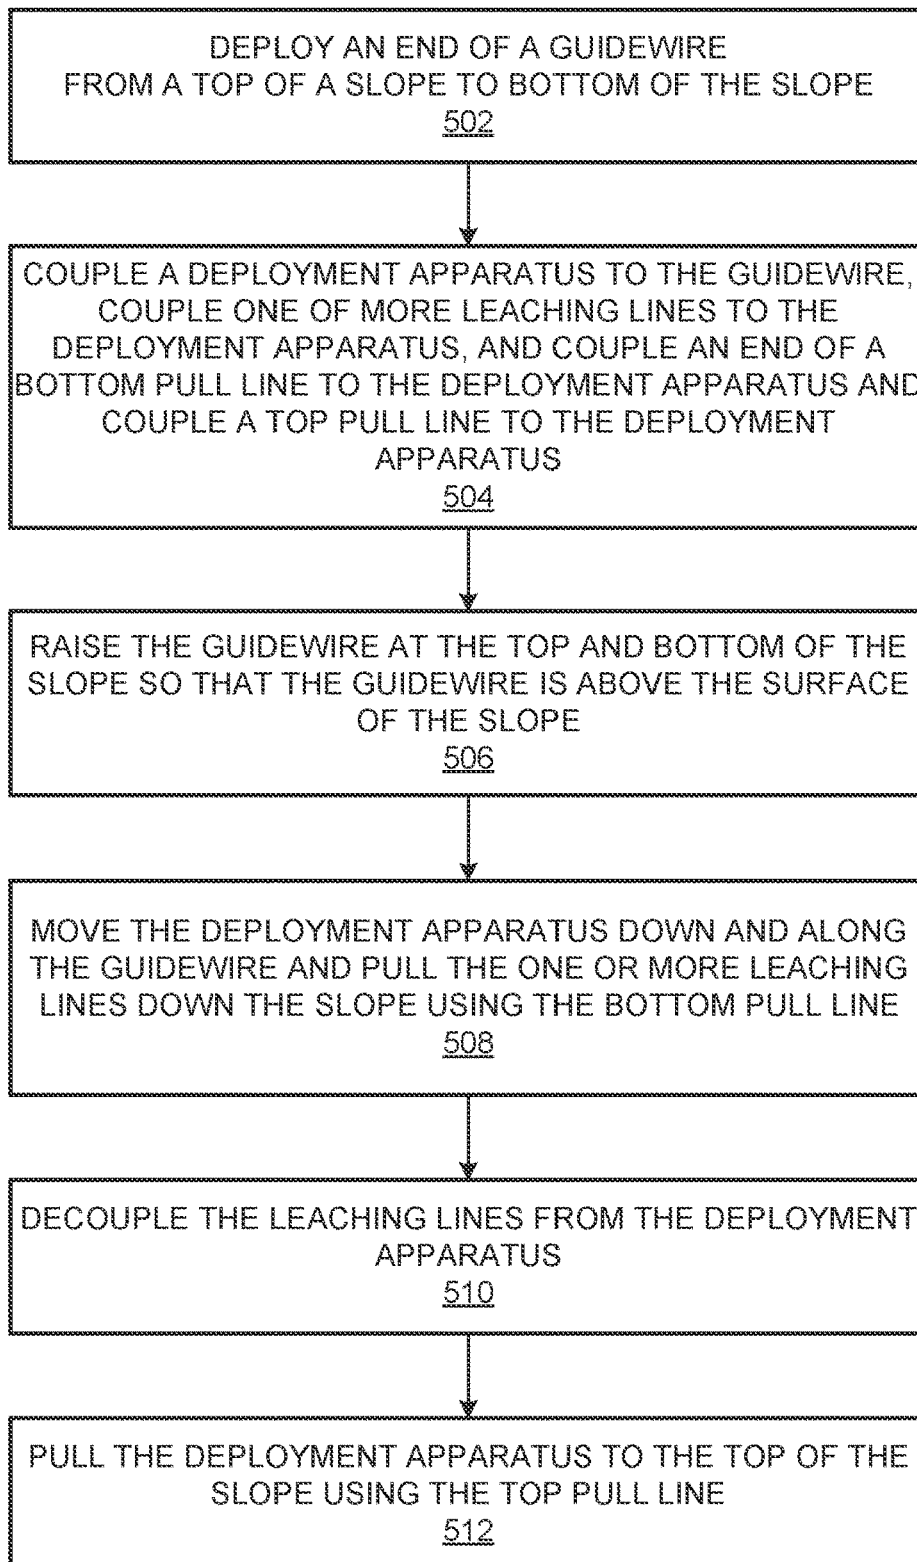 DEPLOY AN END OF A GUIDEWIRE
FROM A TOP OF A SLOPE TO BOTTOM OF THE SLOPE
502
COUPLE A DEPLOYMENT APPARATUS TO THE GUIDEWIRE,
COUPLE ONE OF MORE LEACHING LINES TO THE
DEPLOYMENT APPARATUS, AND COUPLE AN END OF A
BOTTOM PULL LINE TO THE DEPLOYMENT APPARATUS AND
COUPLE A TOP PULL LINE TO THE DEPLOYMENT
APPARATUS
504
RAISE THE GUIDEWIRE AT THE TOP AND BOTTOM OF THE
SLOPE SO THAT THE GUIDEWIRE IS ABOVE THE SURFACE
OF THE SLOPE
506
MOVE THE DEPLOYMENT APPARATUS DOWN AND ALONG
THE GUIDEWIRE AND PULL THE ONE OR MORE LEACHING
LINES DOWN THE SLOPE USING THE BOTTOM PULL LINE
508
DECOUPLE THE LEACHING LINES FROM THE DEPLOYMENT
APPARATUS
510
PULL THE DEPLOYMENT APPARATUS TO THE TOP OF THE
SLOPE USING THE TOP PULL LINE
512